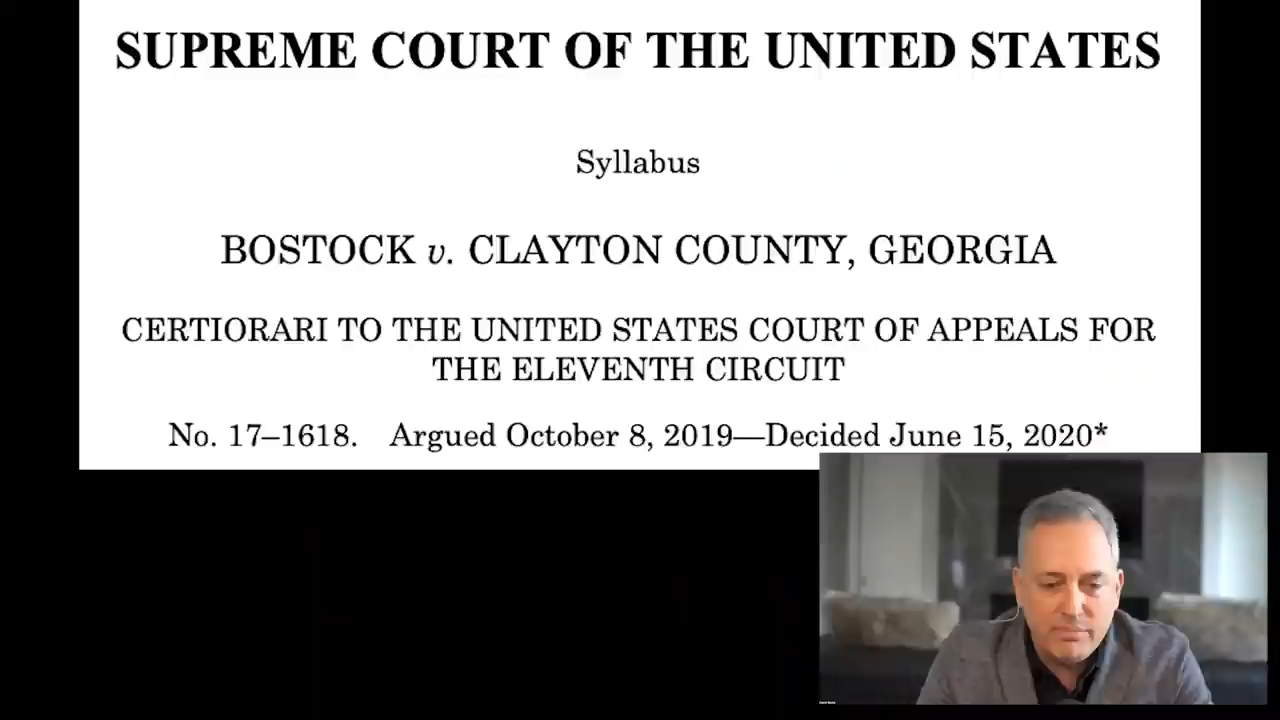 SUPREME COURT OF THE UNITED STATES
Syllabus
BOSTOCK v. CLAYTON COUNTY, GEORGIA
CERTIORARI TO THE UNITED STATES COURT OF APPEALS FOR
THE ELEVENTH CIRCUIT
No. 17–1618. Argued October 8, 2019—Decided June 15, 2020*